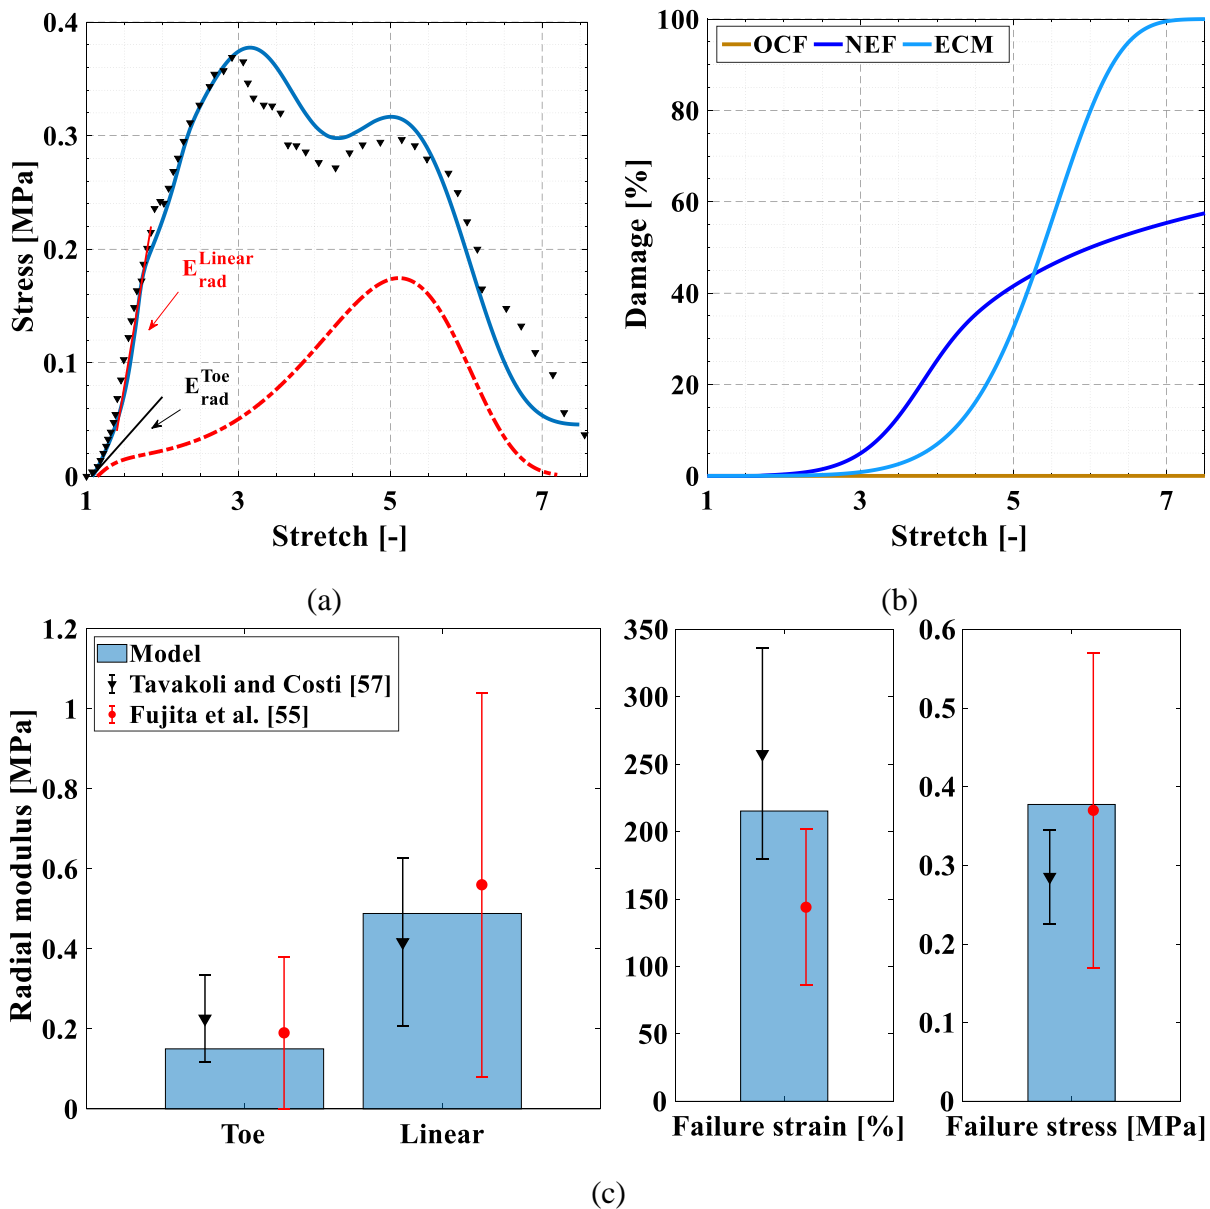 0.4
0.3
0.2
0.1
0
Stress [MPa]
E rad Linear
E rad Toe
1 3 5 7
Stretch [-]
(a)
100
80
60
40
20
0
Damage [%]
OCF NEF ECM
1 3 5 7
Stretch [-]
(b)
1.2
1
0.8
0.6
0.4
0.2
0
Radial modulus [MPa]
Model
Tavakoli and Costi [57]
Fujita et al. [55]
Toe Linear
350
300
250
200
150
100
50
0
Failure strain [%]
0.6
0.5
0.4
0.3
0.2
0.1
0
Failure stress [MPa]
(c)